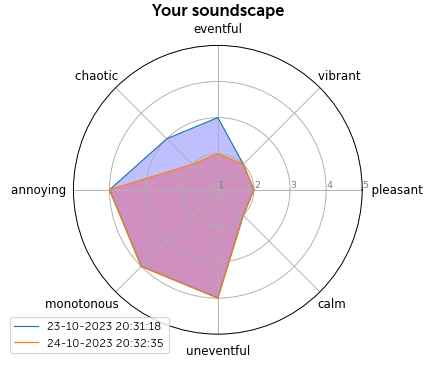 Your soundscape
eventful
chaotic
vibrant
annoying
1 2 3 4 5
pleasant
monotonous
calm
23-10-2023 20:31:18
24-10-2023 20:32:35
uneventful